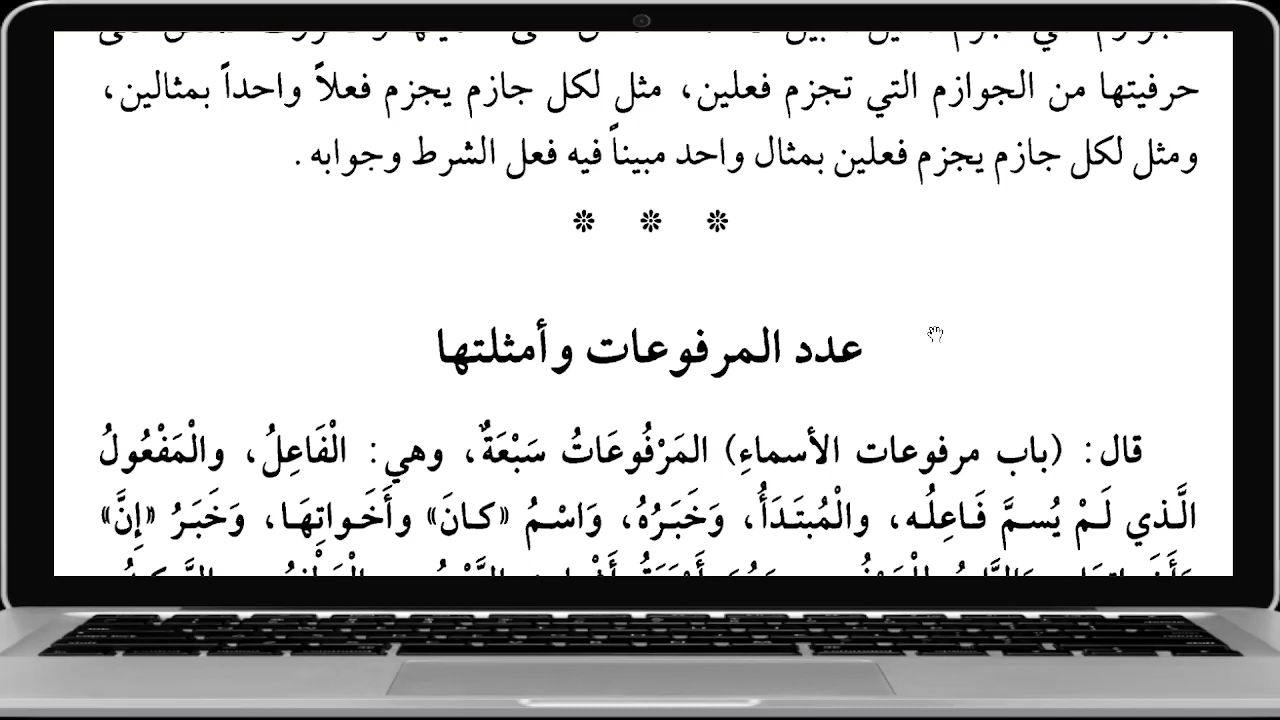 حرفيتها من الجوازم التي تجزم فعلين، مثل لكل جازم يجزم فعلاً واحداً بمثالين،
ومثل لكل جازم يجزم فعلين بمثال واحد مبيناً فيه فعل الشرط وجوابه.
❊ ❊ ❊
عدد المرفوعات وأمثلتها
قال: (باب مرفوعات الأسماءِ) المَرْفُوعَاتُ سَبْعَةٌ، وهي: الْفَاعِلُ، والْمَفْعُولُ
الَّذي لَمْ يُسمَّ فَاعِلُه، والْمُبتَدَأُ، وَخَبَرُهُ، وَاسْمُ «كانَ» وأَخَواتِهَا، وَخَبَرُ «إِنَّ»